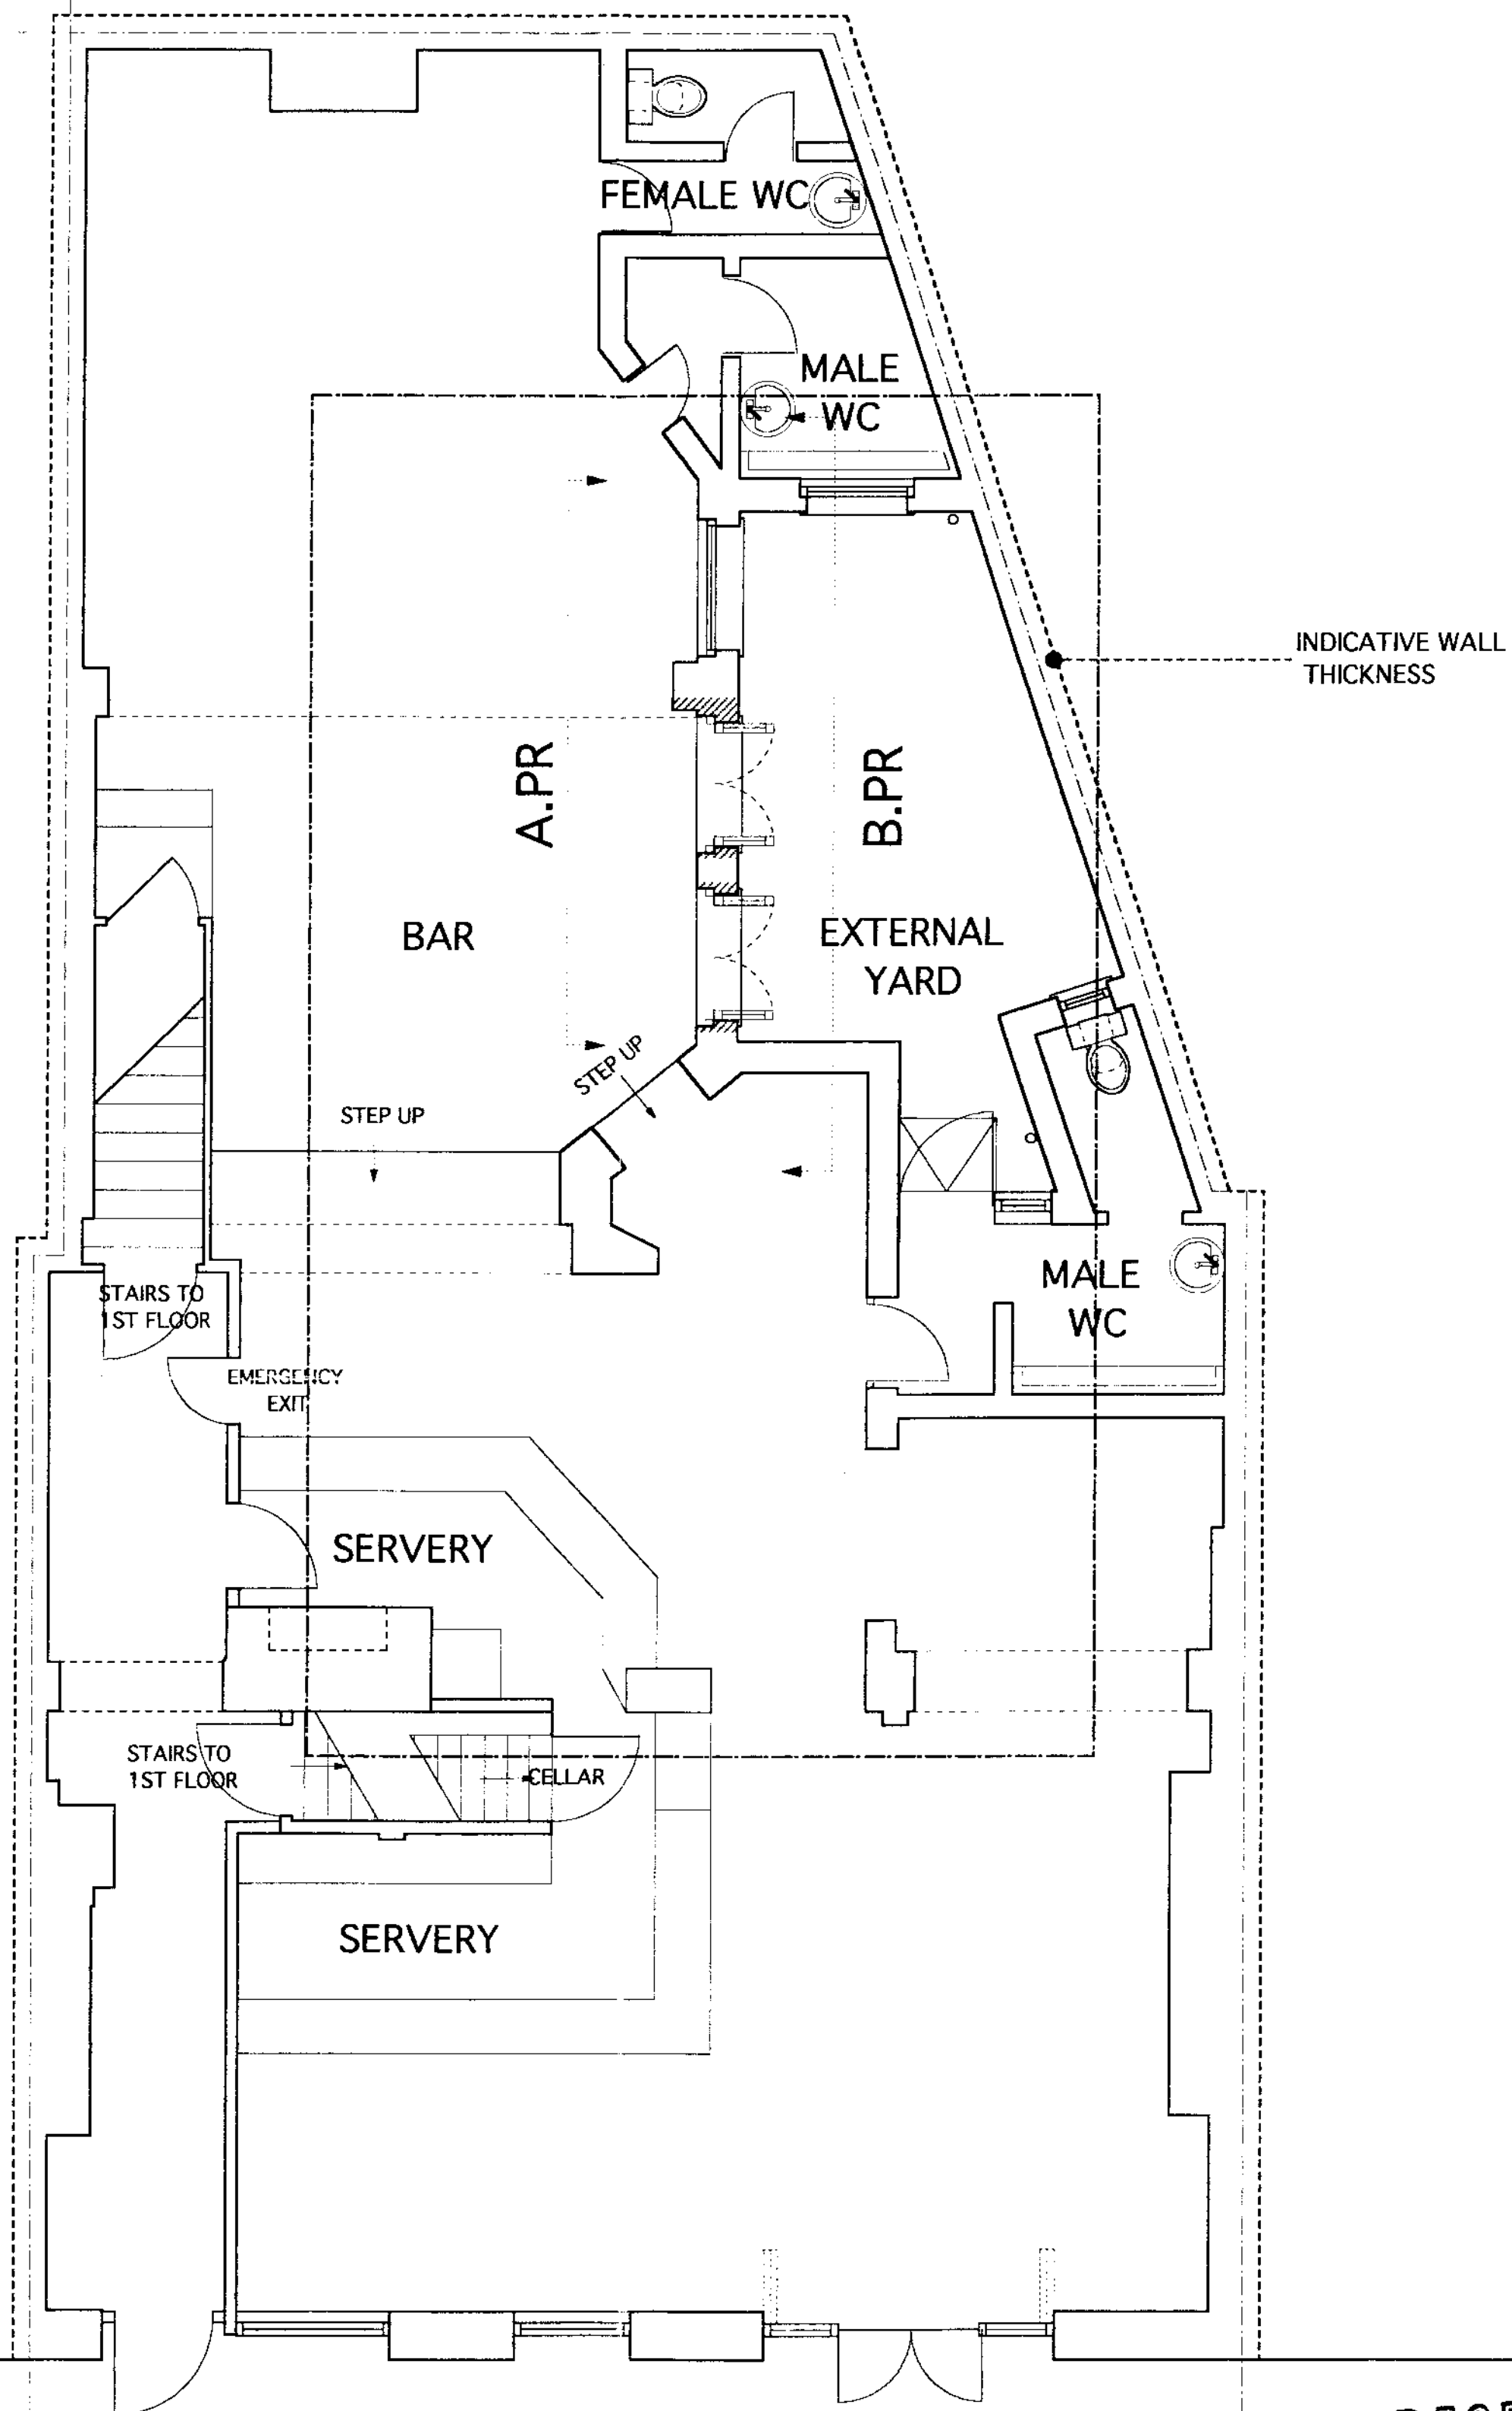 FEMALE WC
MALE
WC
INDICATIVE WALL
THICKNESS
A.PR
B.PR
BAR
EXTERNAL
YARD
STEP UP
STEP UP
STAIRS TO
1ST FLOOR
MALE
WC
EMERGENCY
EXIT
SERVERY
STAIRS TO
1ST FLOOR
CELLAR
SERVERY